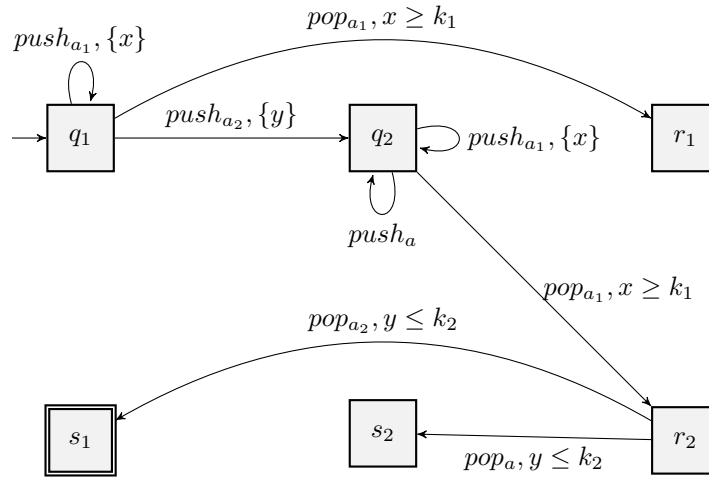 pop_{a_1}, x ≥ k_1
push_{a_1}, {x}
q_1
push_{a_2}, {y}
q_2
push_{a_1}, {x}
r_1
push_a
pop_{a_1}, x ≥ k_1
pop_{a_2}, y ≤ k_2
s_1
s_2
r_2
pop_a, y ≤ k_2